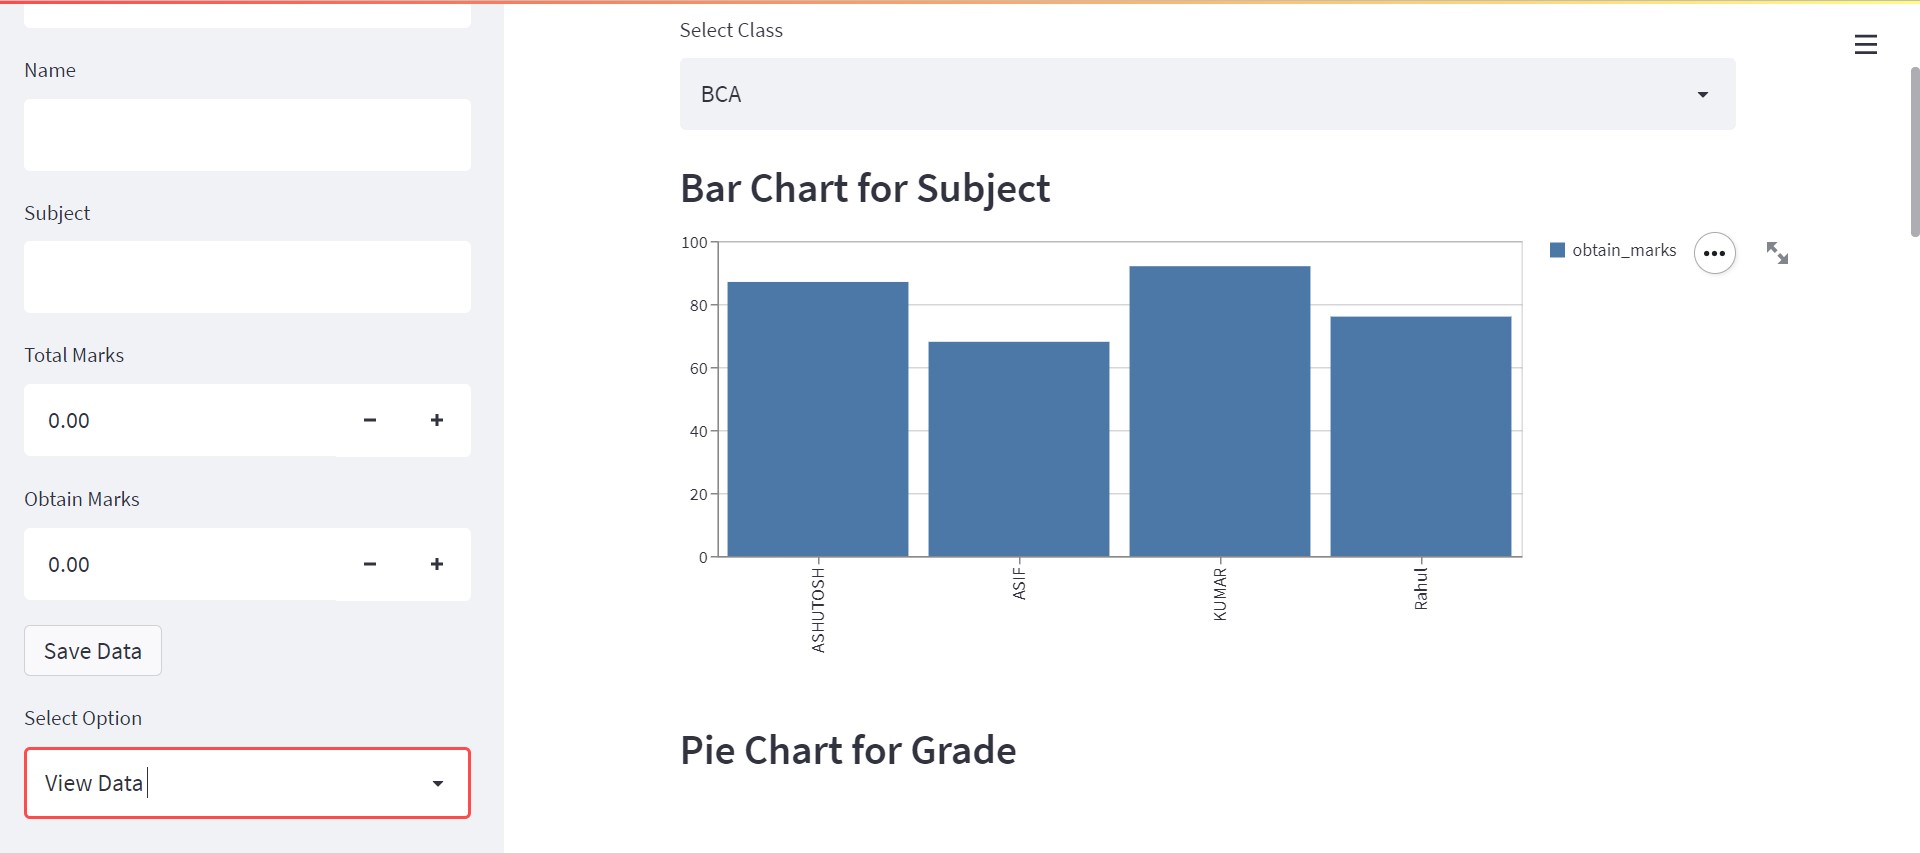 Name
Subject
Total Marks
0.00
Obtain Marks
0.00
Save Data
Select Option
View Data
Select Class
BCA
Bar Chart for Subject
100
80
60
40
20
0
ASHUTOSH
ASIF
KUMAR
Rahul
obtain_marks
Pie Chart for Grade